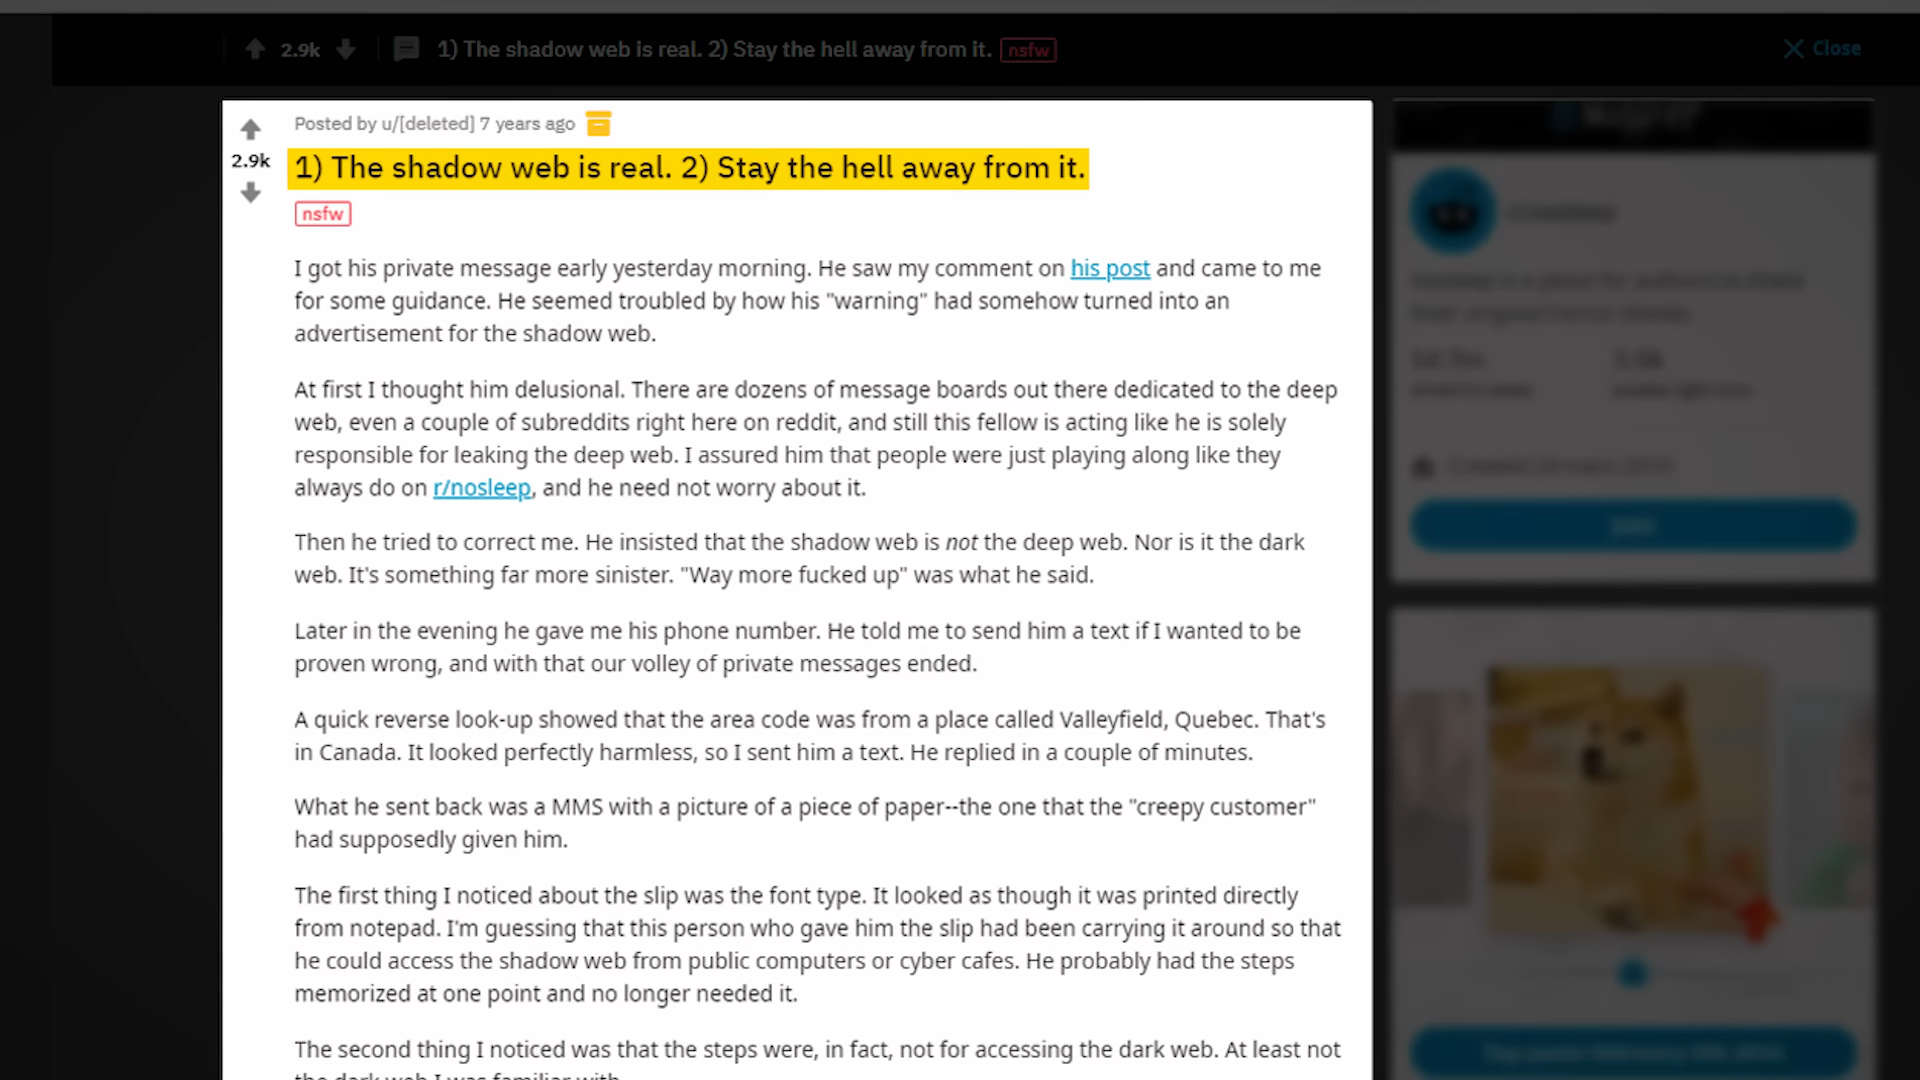 2.9k 1) The shadow web is real. 2) Stay the hell away from it. nsfw Close
Posted by u/[deleted] 7 years ago
2.9k
1) The shadow web is real. 2) Stay the hell away from it.
nsfw
I got his private message early yesterday morning. He saw my comment on his post and came to me
for some guidance. He seemed troubled by how his "warning" had somehow turned into an
advertisement for the shadow web.
At first I thought him delusional. There are dozens of message boards out there dedicated to the deep
web, even a couple of subreddits right here on reddit, and still this fellow is acting like he is solely
responsible for leaking the deep web. I assured him that people were just playing along like they
always do on r/nosleep, and he need not worry about it.
Then he tried to correct me. He insisted that the shadow web is not the deep web. Nor is it the dark
web. It's something far more sinister. "Way more fucked up" was what he said.
Later in the evening he gave me his phone number. He told me to send him a text if I wanted to be
proven wrong, and with that our volley of private messages ended.
A quick reverse look-up showed that the area code was from a place called Valleyfield, Quebec. That's
in Canada. It looked perfectly harmless, so I sent him a text. He replied in a couple of minutes.
What he sent back was a MMS with a picture of a piece of paper--the one that the "creepy customer"
had supposedly given him.
The first thing I noticed about the slip was the font type. It looked as though it was printed directly
from notepad. I'm guessing that this person who gave him the slip had been carrying it around so that
he could access the shadow web from public computers or cyber cafes. He probably had the steps
memorized at one point and no longer needed it.
The second thing I noticed was that the steps were, in fact, not for accessing the dark web. At least not
the dark web I was familiar with.